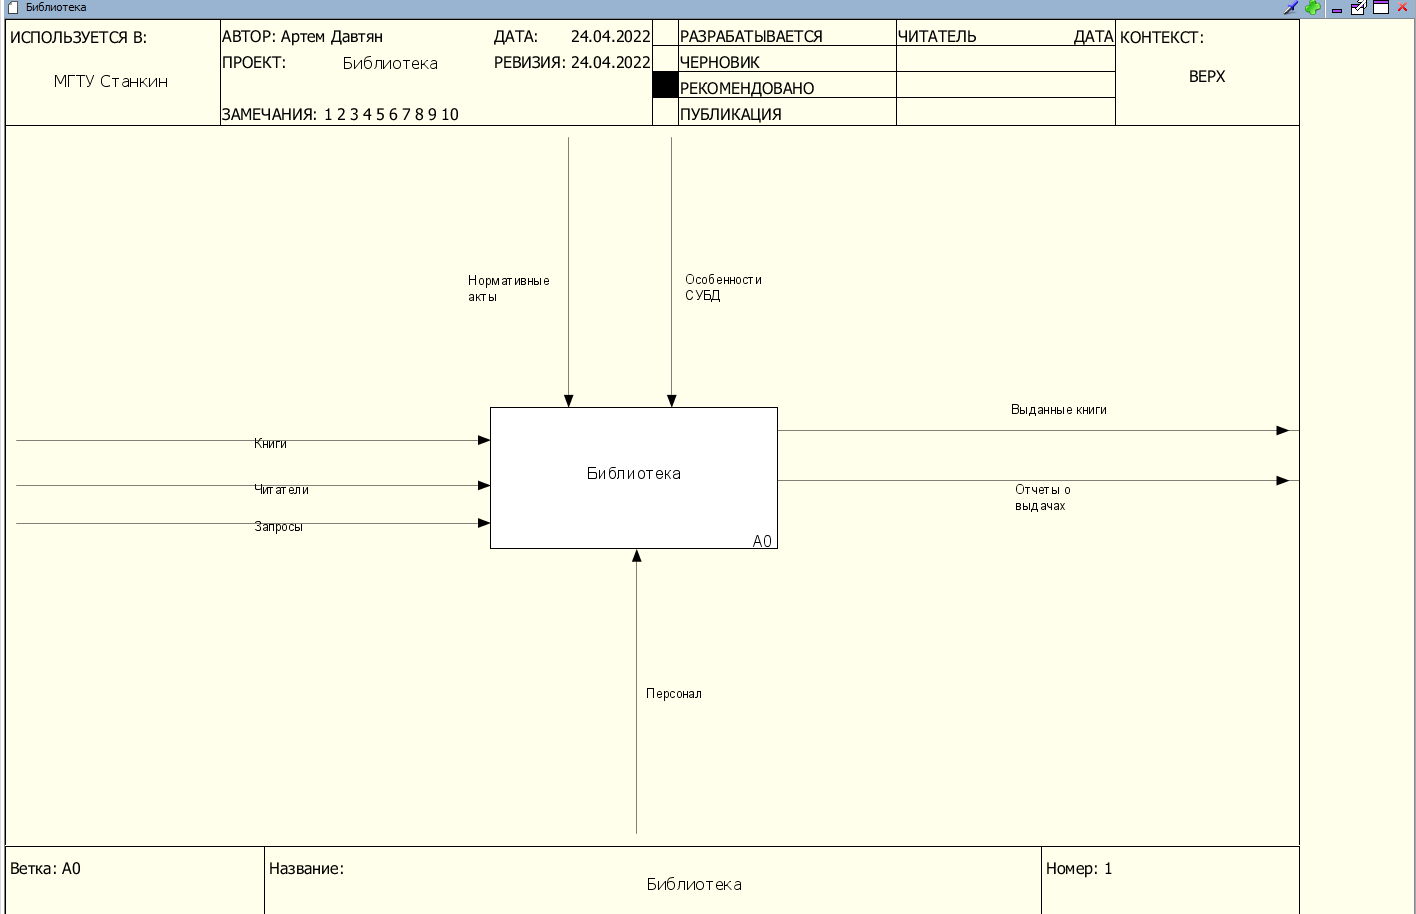 Библиотека
ИСПОЛЬЗУЕТСЯ В:
МГТУ Станкин
АВТОР: Артем Давтян
ДАТА: 24.04.2022
ПРОЕКТ: Библиотека
РЕВИЗИЯ: 24.04.2022
ЗАМЕЧАНИЯ: 1 2 3 4 5 6 7 8 9 10
РАЗРАБАТЫВАЕТСЯ
ЧЕРНОВИК
РЕКОМЕНДОВАНО
ПУБЛИКАЦИЯ
ЧИТАТЕЛЬ ДАТА
КОНТЕКСТ:
ВЕРХ
Нормативные
акты
Особенности
СУБД
Книги
Читатели
Запросы
Библиотека
A0
Выданные книги
Отчеты о
выдачах
Персонал
Ветка: A0
Название:
Библиотека
Номер: 1